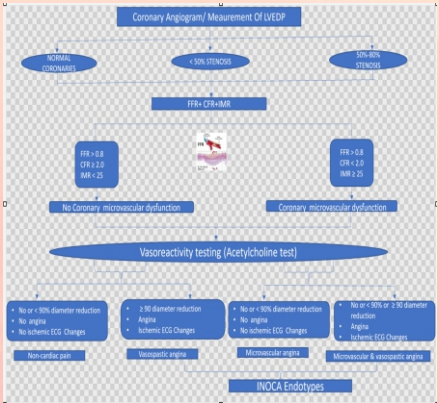 Coronary Angiogram/ Meaurement Of LVEDP
NORMAL
CORONARIES
< 50% STENOSIS
50%-80%
STENOSIS
FFR+ CFR+IMR
FFR > 0.8
CFR ≥ 2.0
IMR < 25
FFR
FFR > 0.8
CFR < 2.0
IMR ≥ 25
No Coronary microvascular dysfunction
Coronary microvascular dysfunction
Vasoreactivity testing (Acetylcholine test)
• No or < 90% diameter reduction
• No angina
• No ischemic ECG Changes
• ≥ 90 diameter reduction
• Angina
• Ischemic ECG Changes
• No or < 90% diameter reduction
• No angina
• No ischemic ECG Changes
• No or < 90% or ≥ 90 diameter
reduction
• Angina
• Ischemic ECG Changes
Non-cardiac pain
Vasospastic angina
Microvascular angina
Microvascular & vasospastic angina
INOCA Endotypes